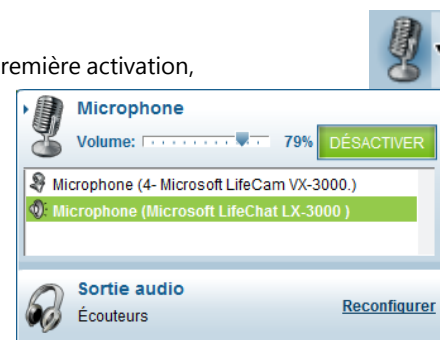 remière activation,
Microphone
Volume: 79% DÉSACTIVER
Microphone (4- Microsoft LifeCam VX-3000.)
Microphone (Microsoft LifeChat LX-3000 )
Sortie audio
Écouteurs Reconfigurer